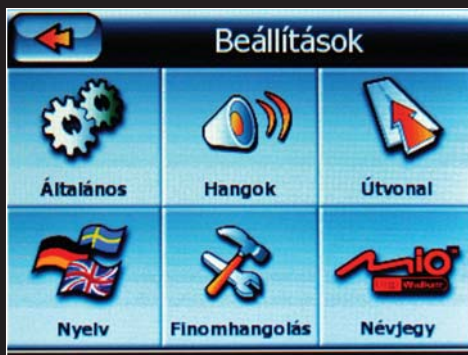 Beállítások
Általános
Hangok
Útvonal
Nyelv
Finomhangolás
Mio
Névjegy